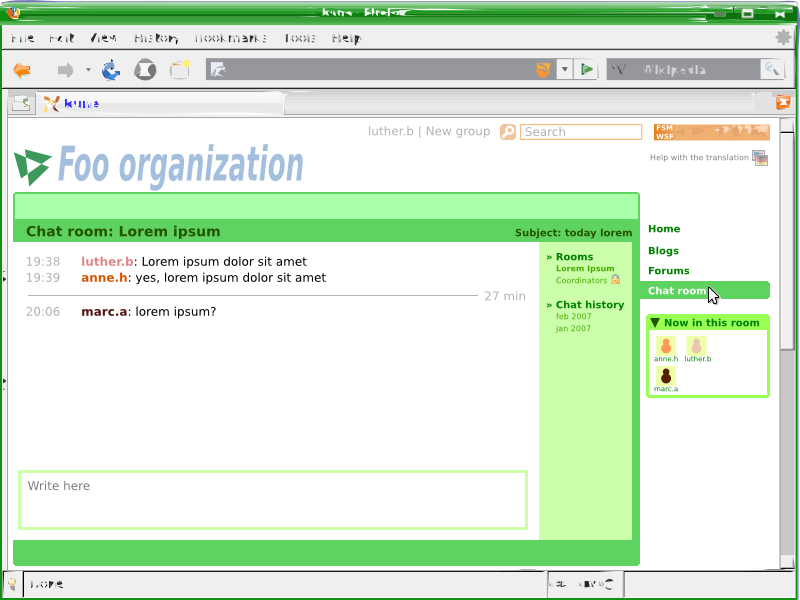 kune - Firefox
File Edit View History Bookmarks Tools Help
Wikipedia
kune
luther.b | New group Search FSM WSF
Help with the translation
Foo organization
Chat room: Lorem ipsum Subject: today lorem
Home
Blogs
Forums
Chat room
19:38 luther.b: Lorem ipsum dolor sit amet
19:39 anne.h: yes, lorem ipsum dolor sit amet
27 min
20:06 marc.a: lorem ipsum?
» Rooms
Lorem Ipsum
Coordinators
» Chat history
feb 2007
jan 2007
▼ Now in this room
anne.h luther.b
marc.a
Write here
Done